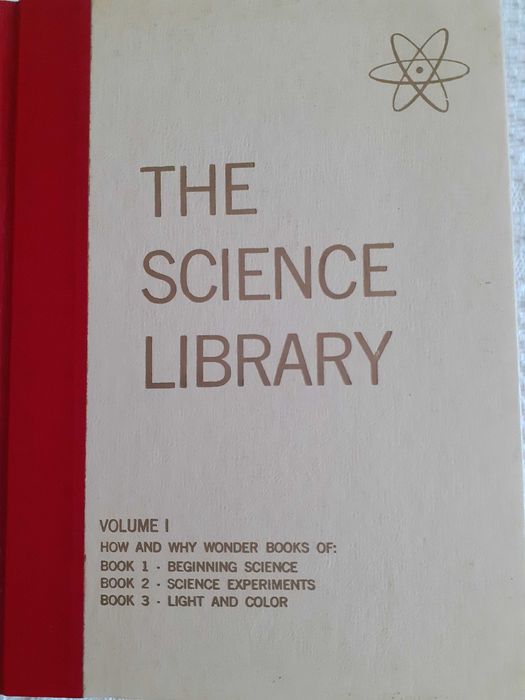 THE
SCIENCE
LIBRARY
VOLUME I
HOW AND WHY WONDER BOOKS OF:
BOOK 1 · BEGINNING SCIENCE
BOOK 2 · SCIENCE EXPERIMENTS
BOOK 3 · LIGHT AND COLOR